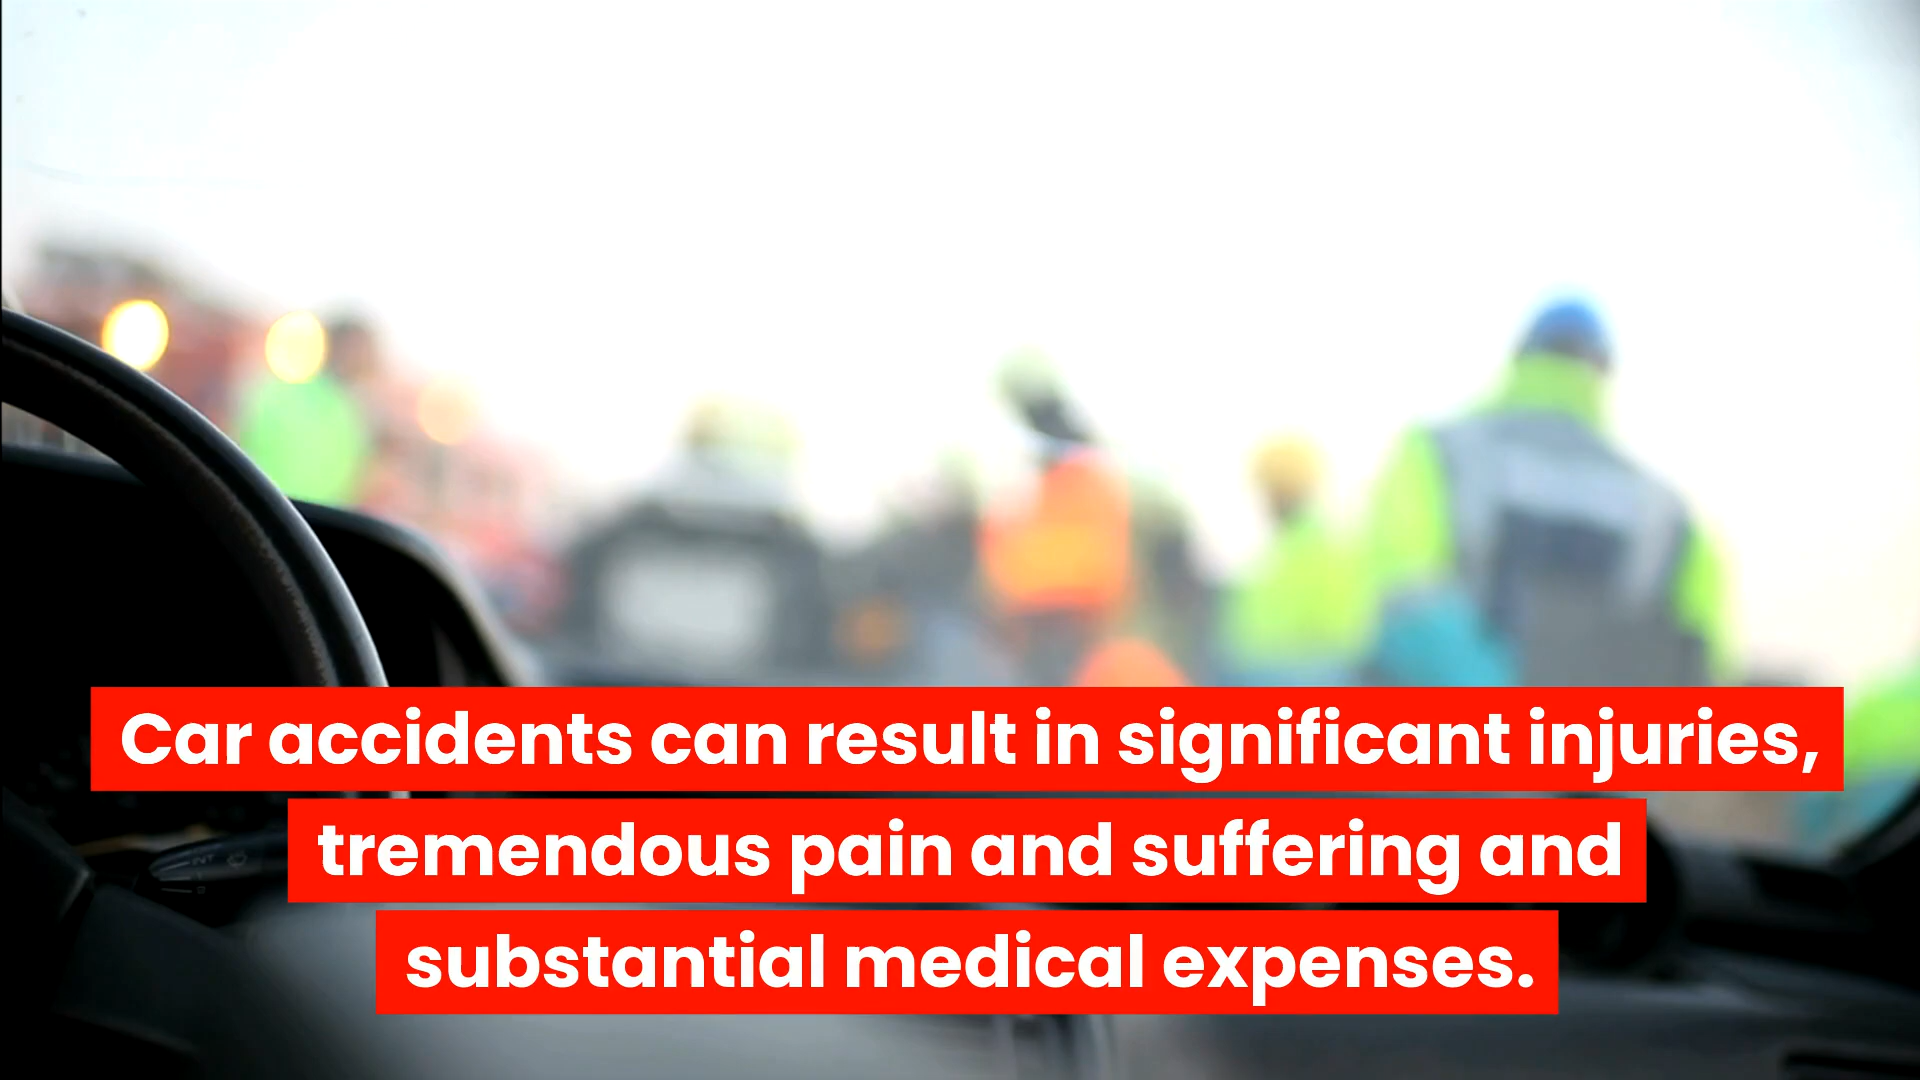 Car accidents can result in significant injuries,
tremendous pain and suffering and
substantial medical expenses.